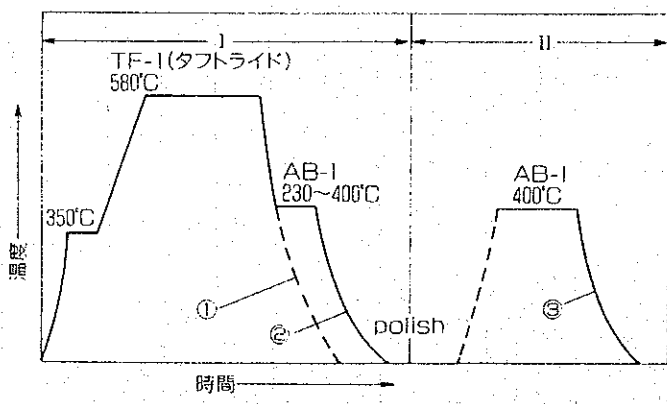 I
II
TF-1(タフトライド)
580℃
AB-1
230〜400℃
AB-1
400℃
350℃
温度
①
②
polish
③
時間